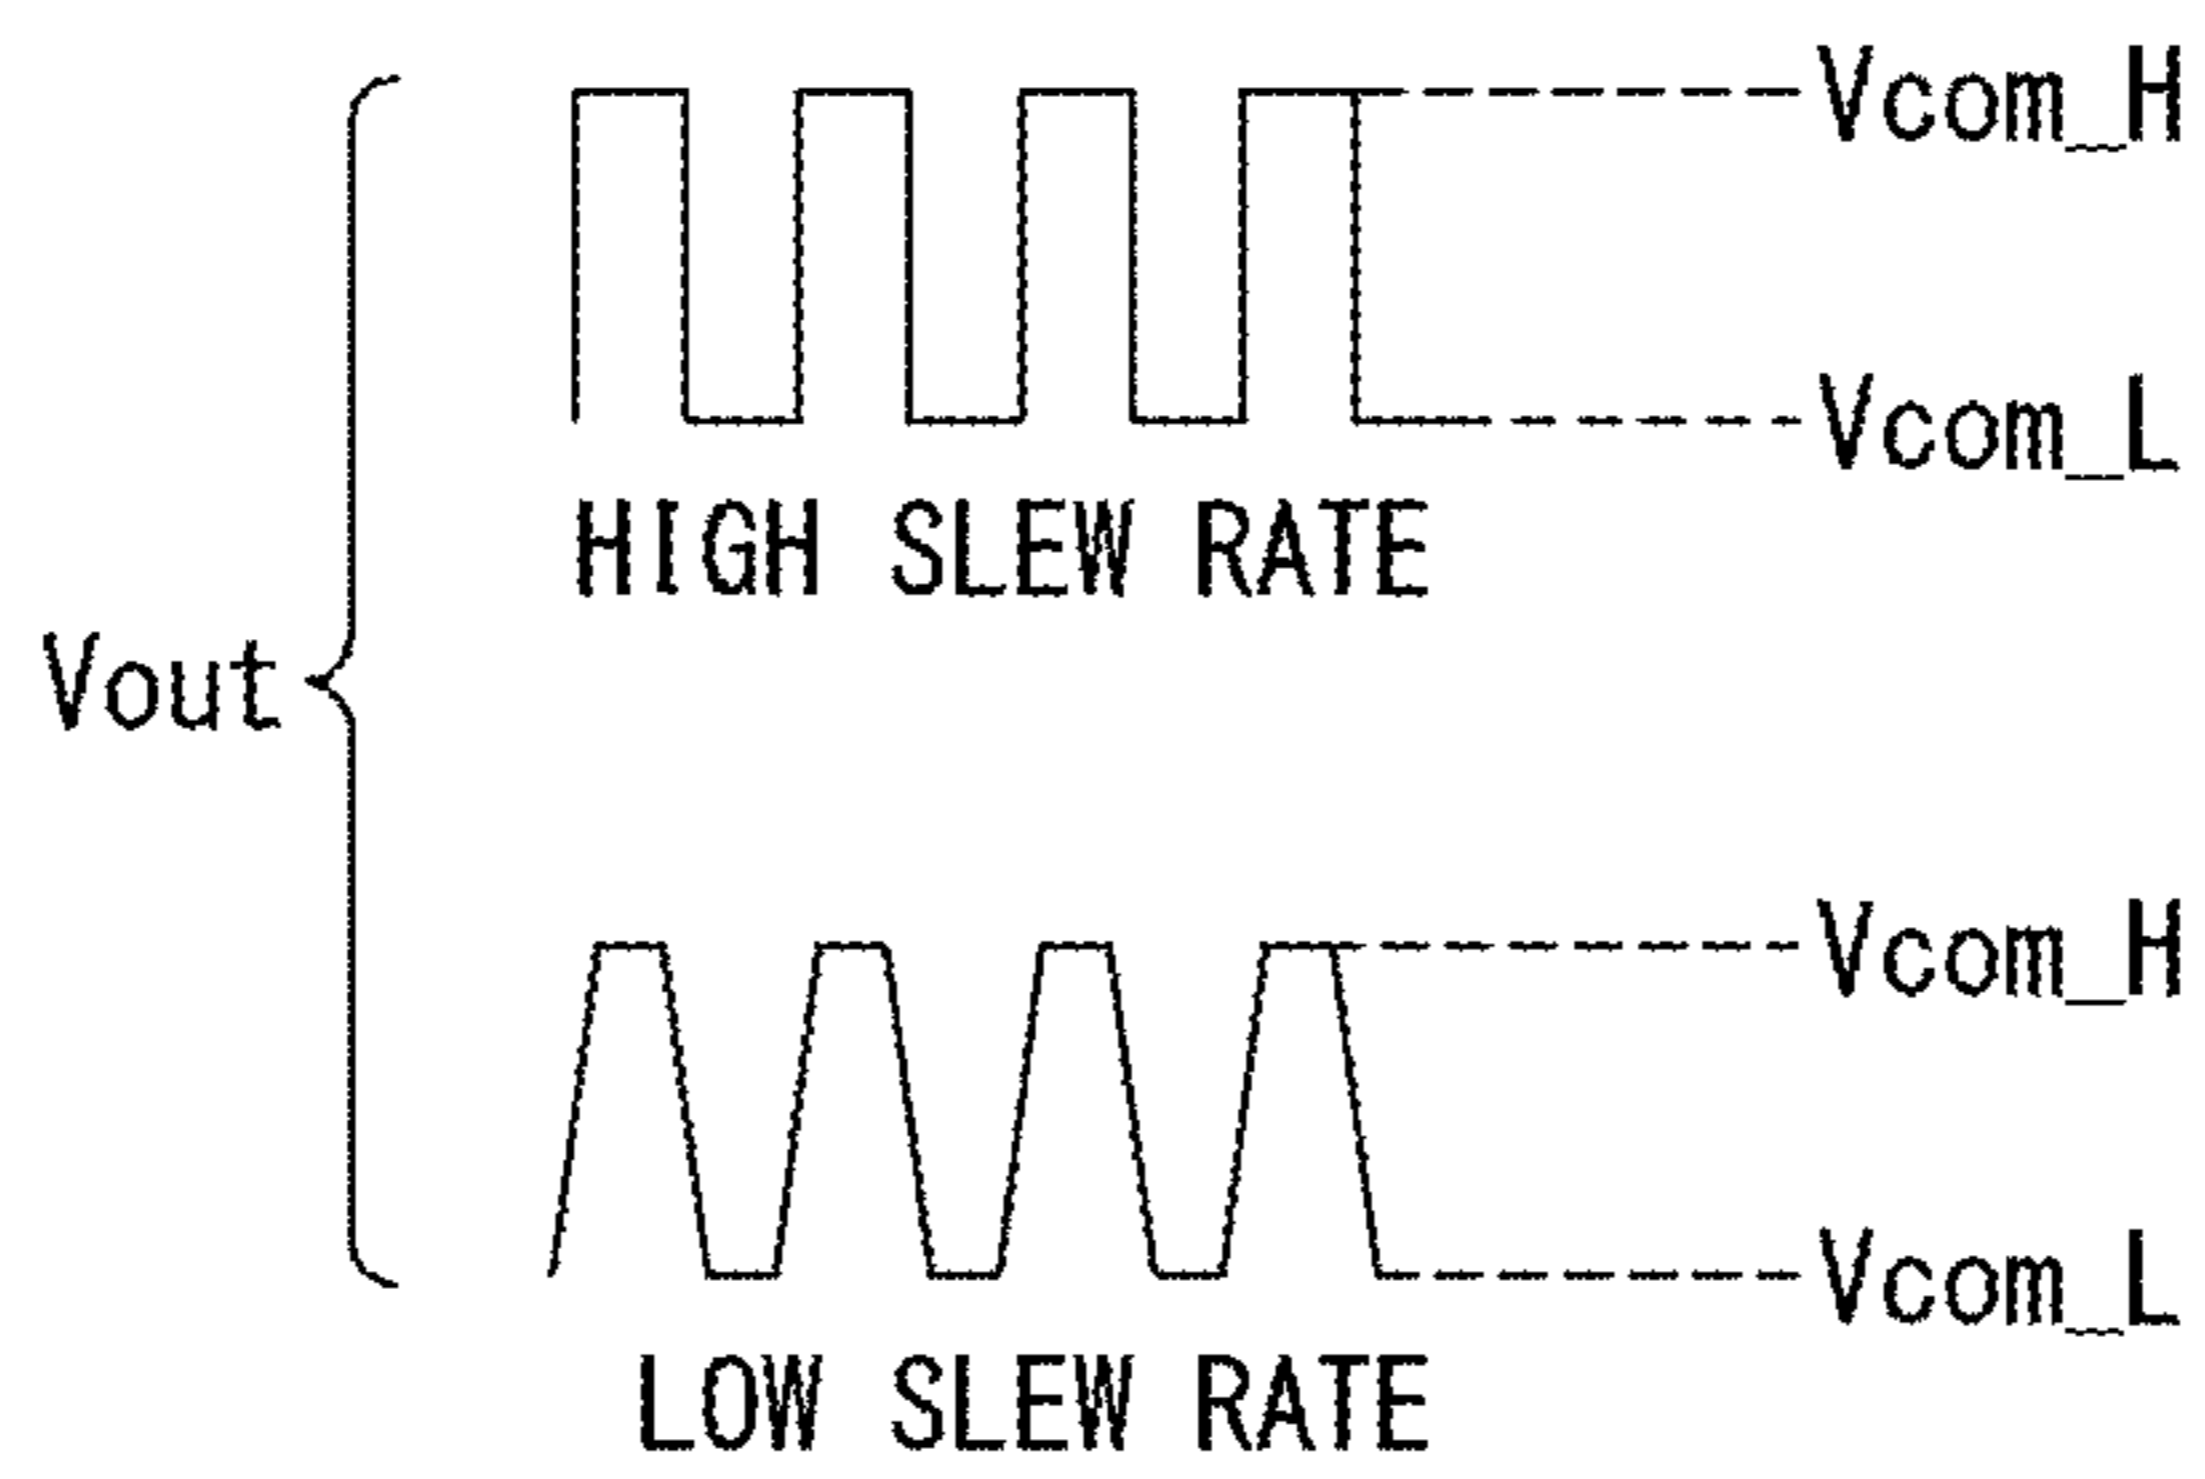 Vcom_H
Vcom_L
HIGH SLEW RATE
Vout
Vcom_H
Vcom_L
LOW SLEW RATE